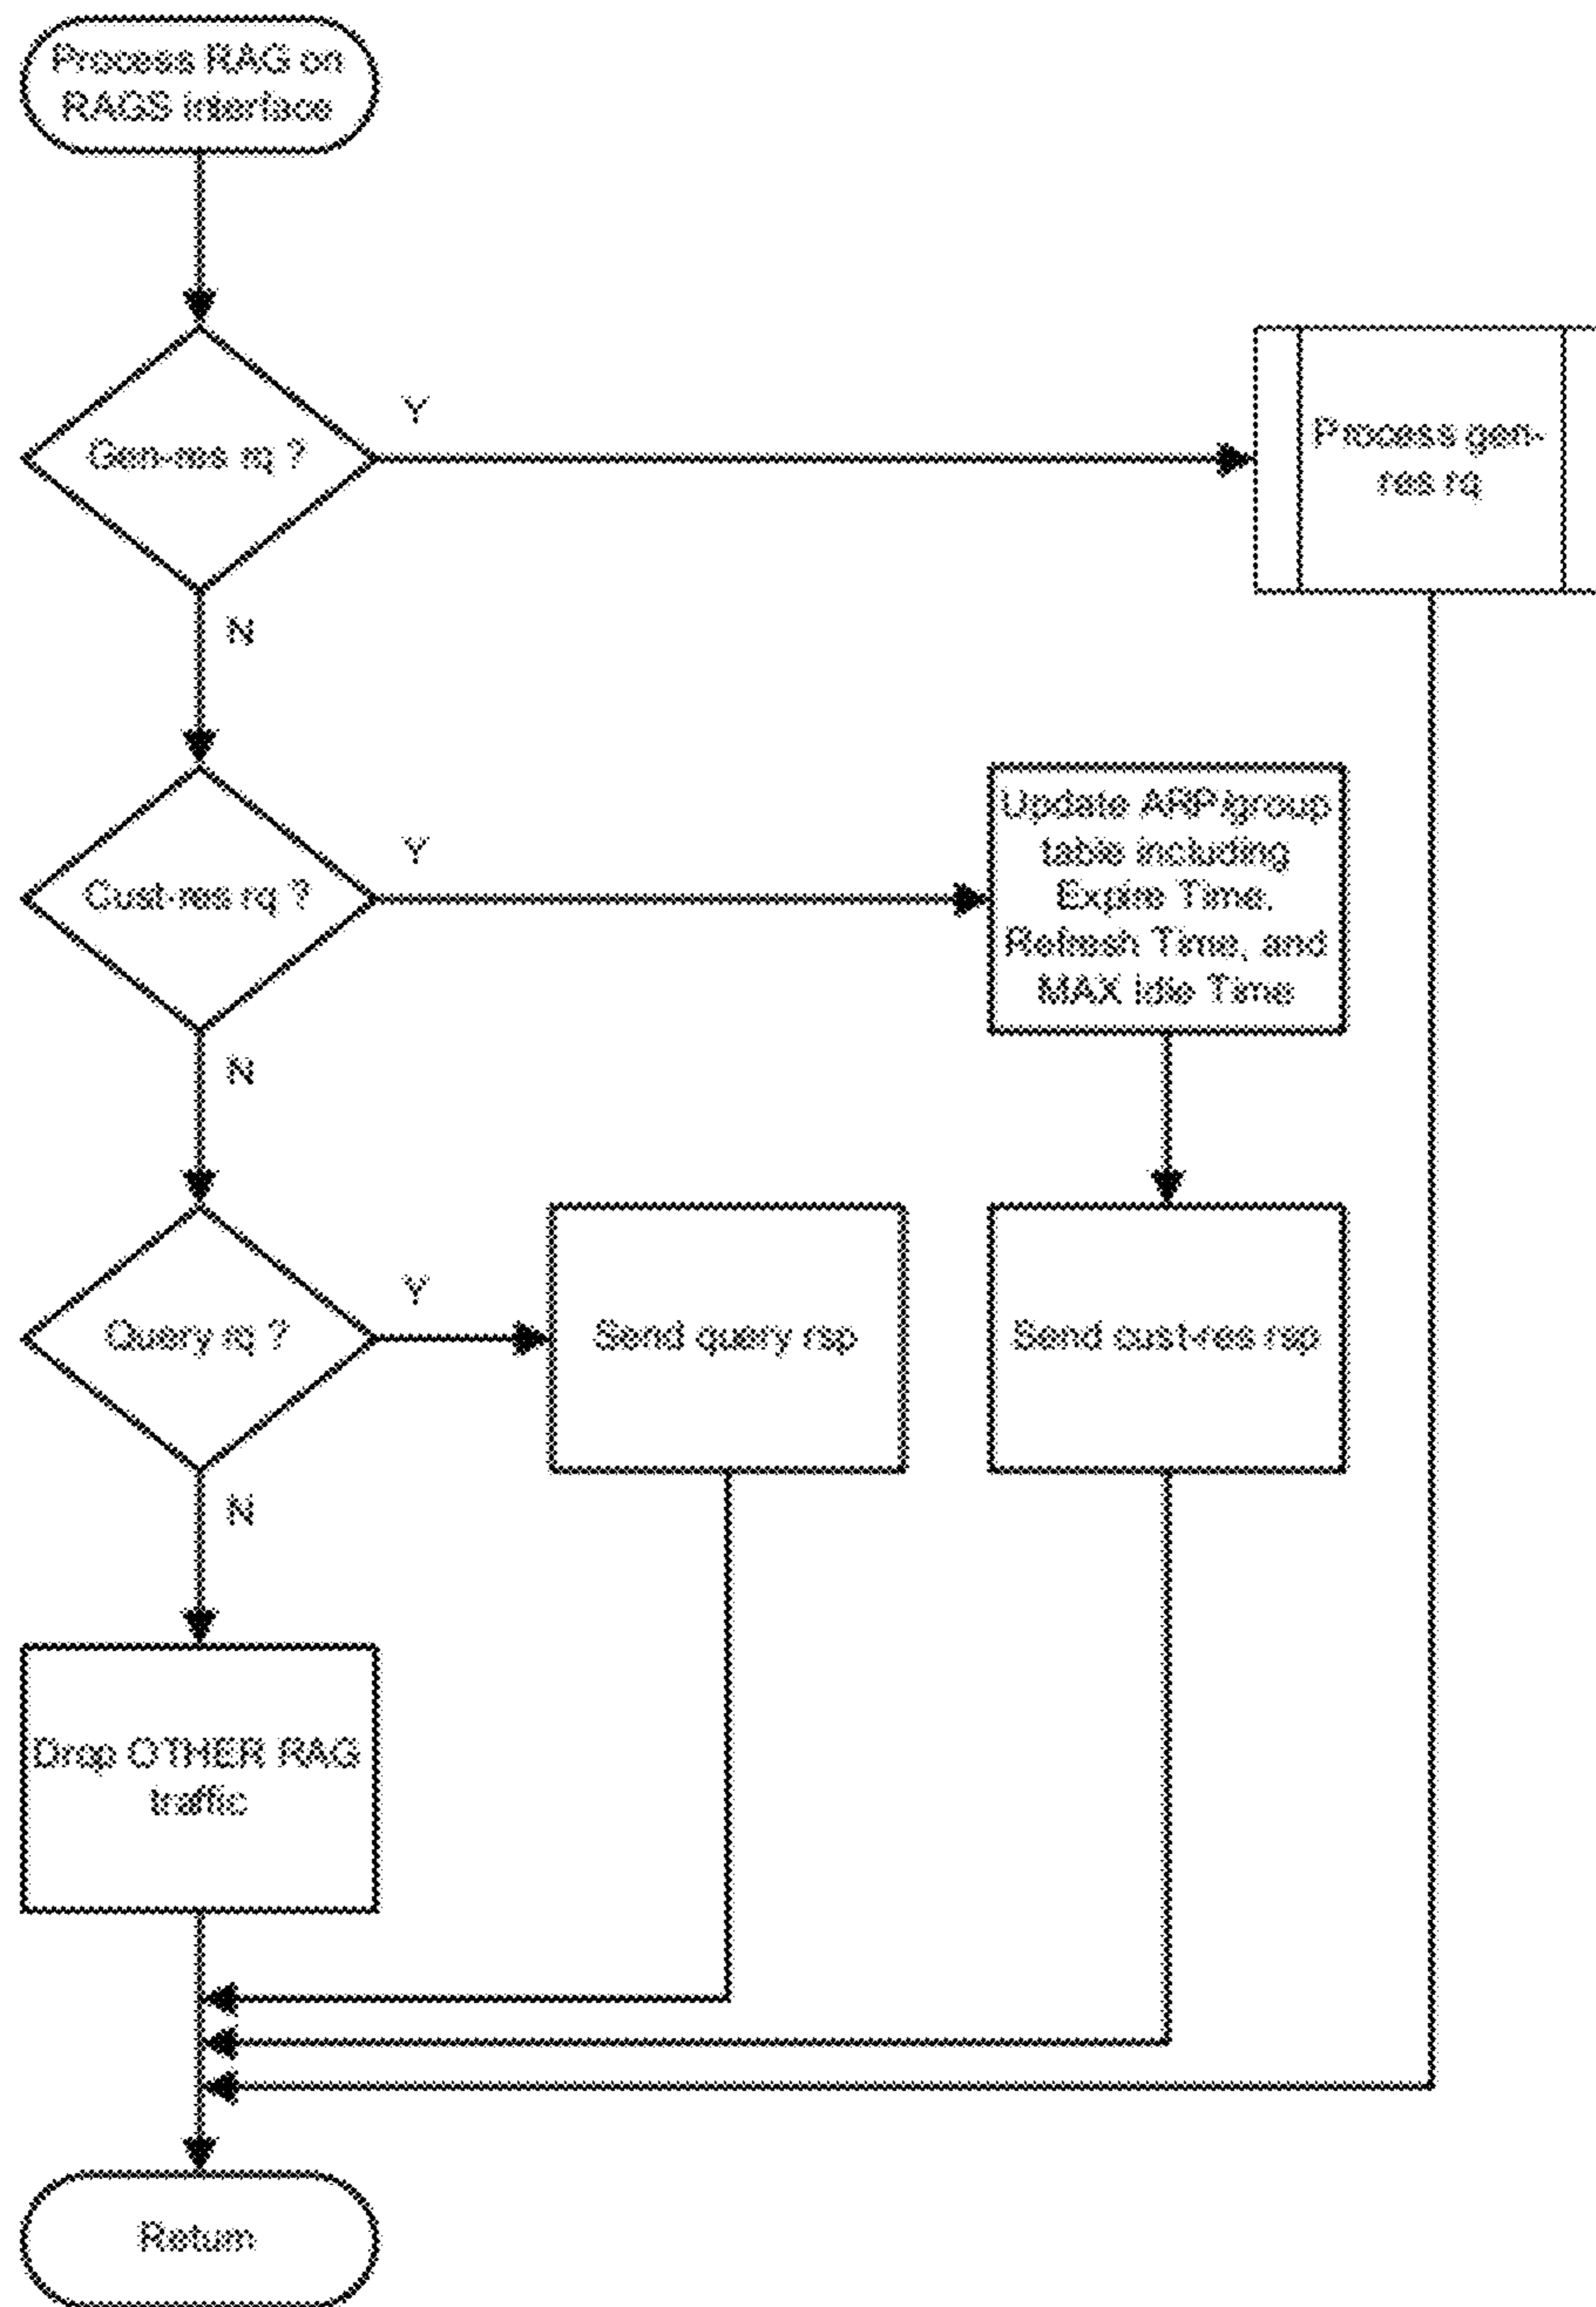 Process RAG on
RAGS interface
Gen-res rq ?
Y
Process gen-
res rq
N
Cust-res rq ?
Y
Update ARP/group
table including
Expire Time,
Refresh Time, and
MAX Idle Time
N
Query rq ?
Y
Send query rsp
Send cust-res rsp
N
Drop OTHER RAG
traffic
Return